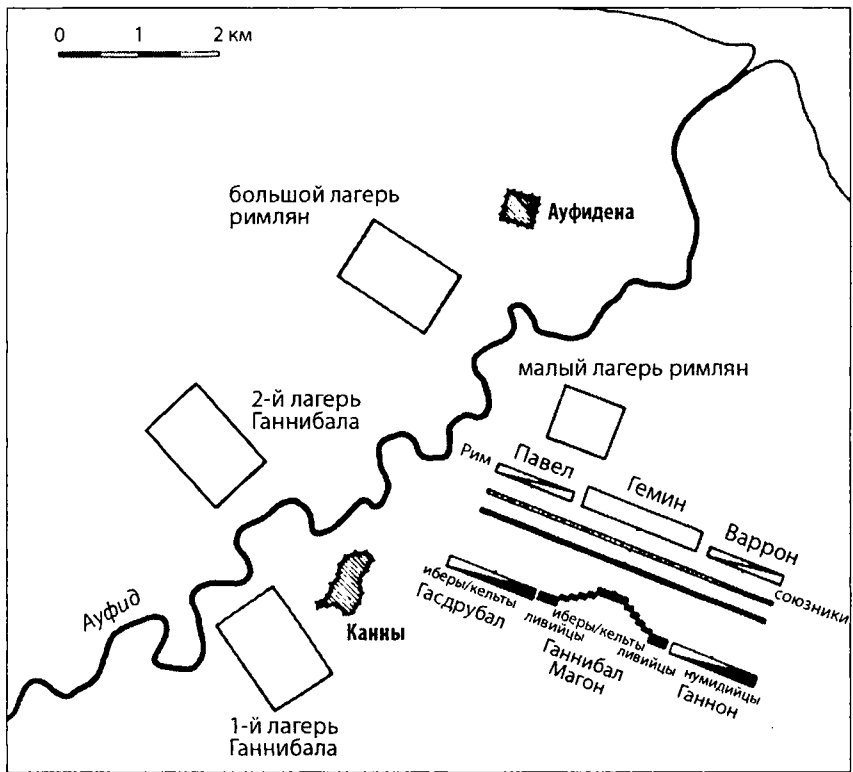 0 1 2 км
большой лагерь
римлян
Ауфидена
малый лагерь римлян
2-й лагерь
Ганнибала
Рим
Павел
Гемин
Варрон
союзники
Ауфид
Канны
иберы/кельты
Гасдрубал
ливийцы
иберы/кельты
Ганнибал
Магон
ливийцы
нумидийцы
Ганнон
1-й лагерь
Ганнибала